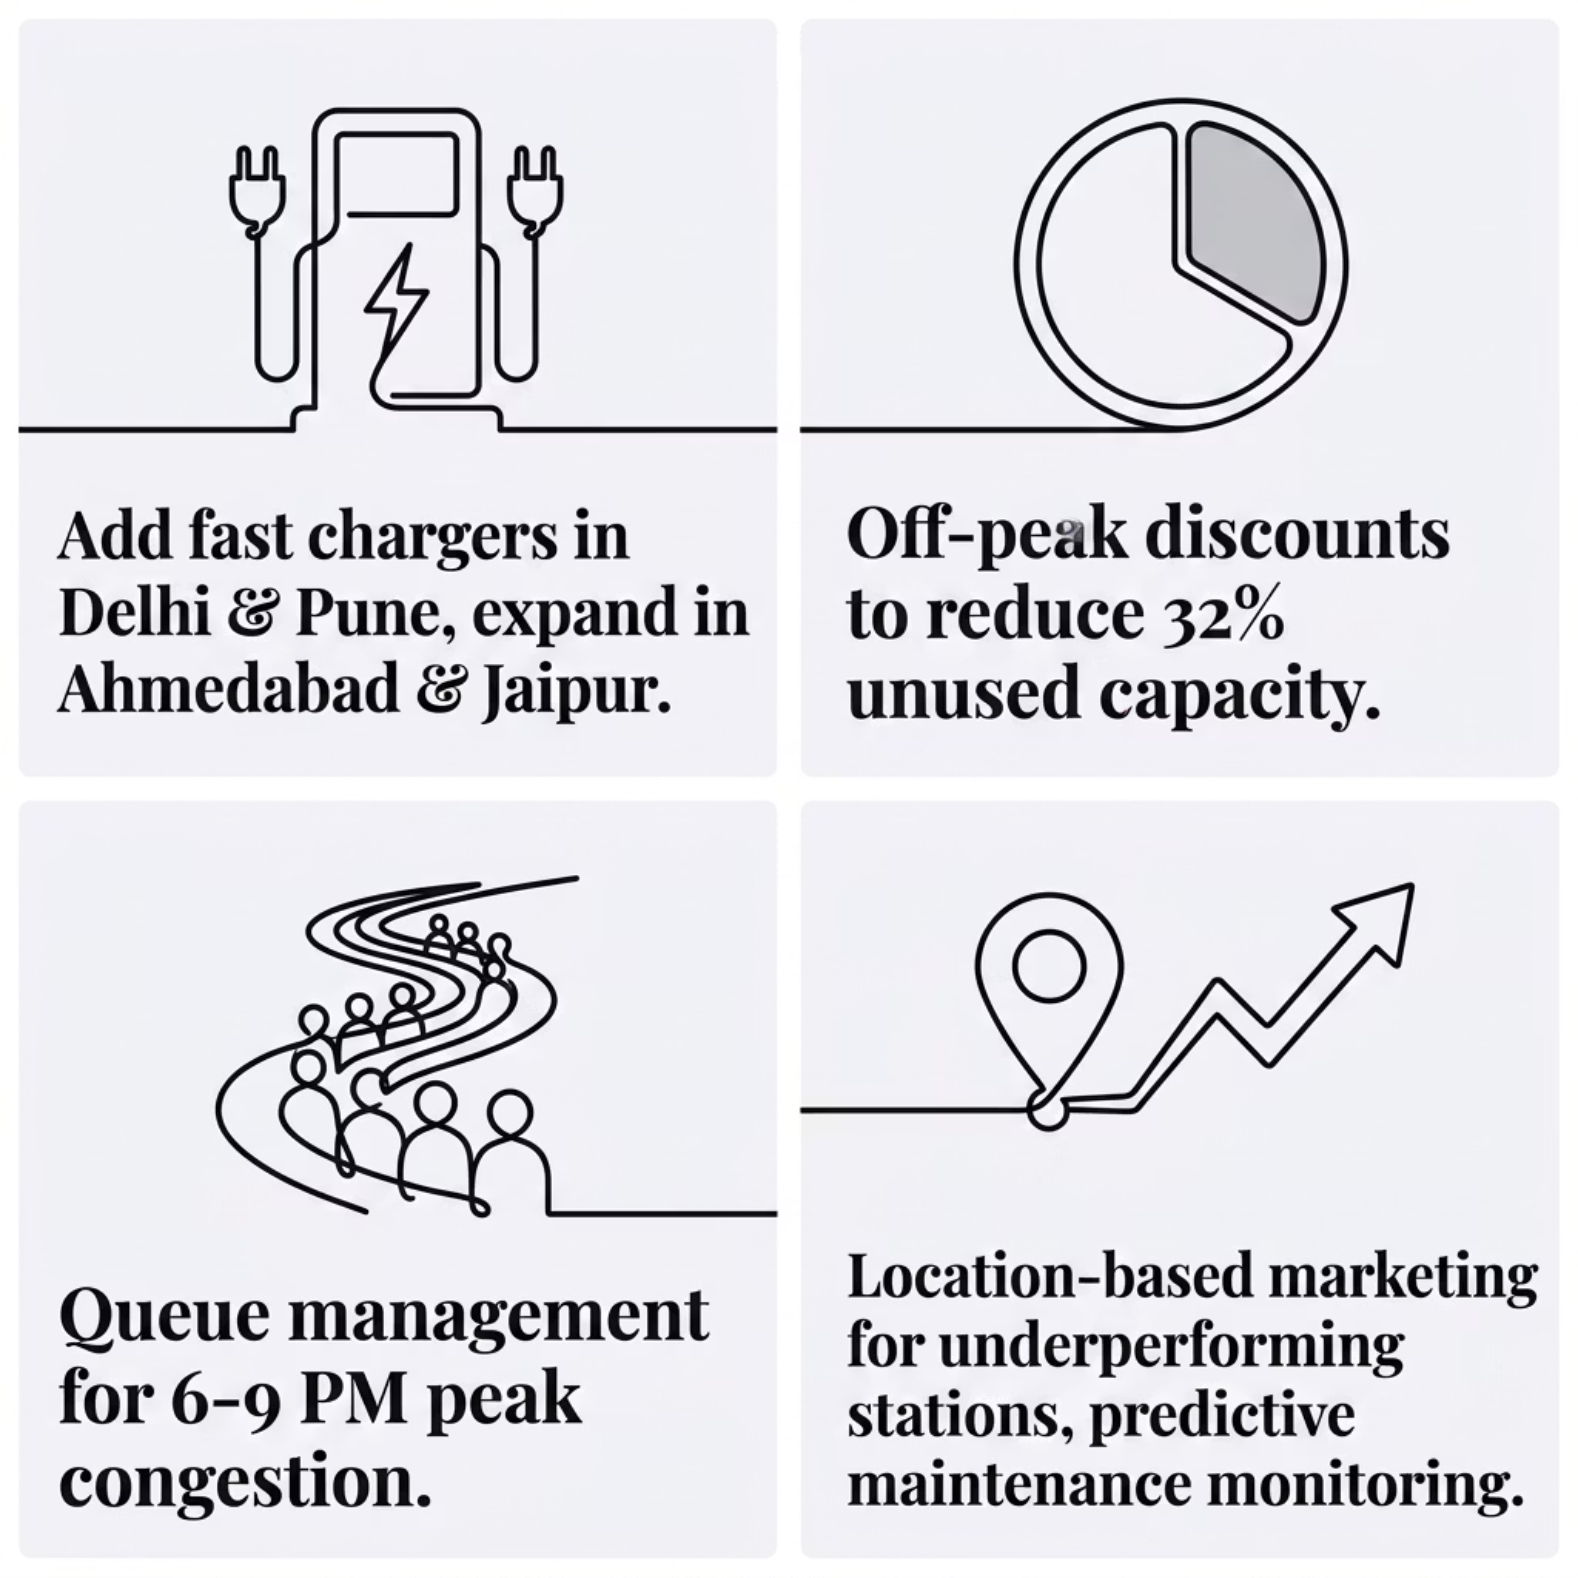 Add fast chargers in
Delhi & Pune, expand in
Ahmedabad & Jaipur.
Off-peak discounts
to reduce 32%
unused capacity.
Queue management
for 6-9 PM peak
congestion.
Location-based marketing
for underperforming
stations, predictive
maintenance monitoring.